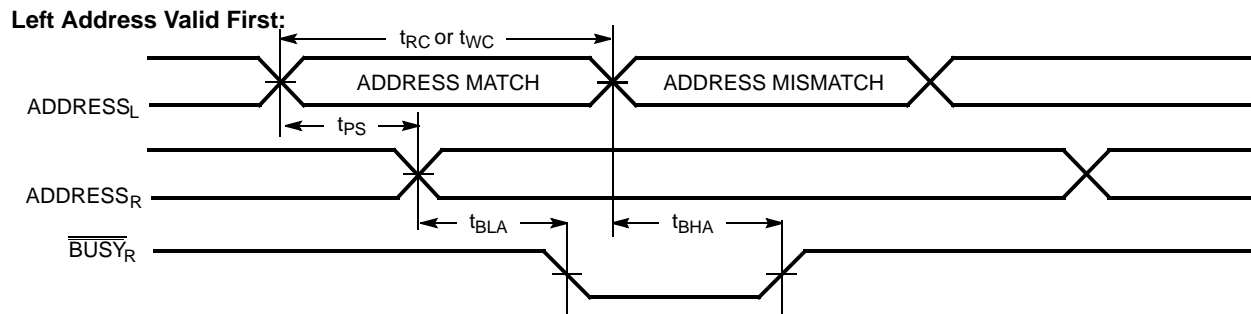 Left Address Valid First:
tRC or tWC
ADDRESS MATCH
ADDRESS MISMATCH
ADDRESSL
tPS
ADDRESSR
tBLA
tBHA
BUSYR